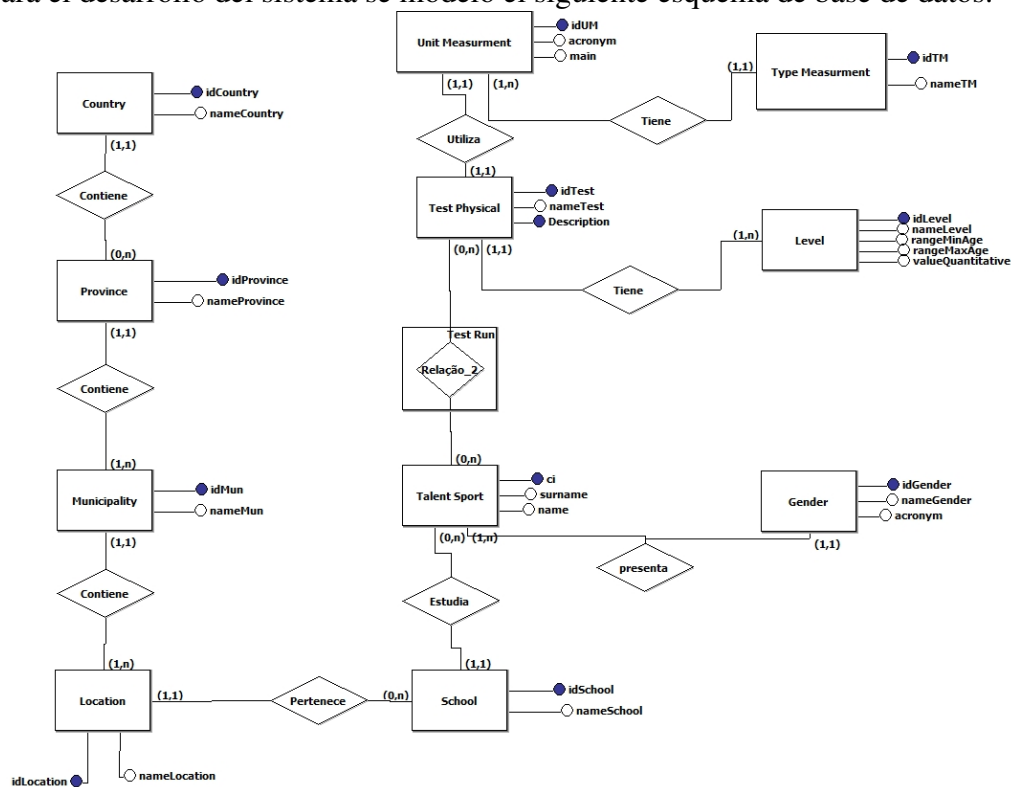 ara el desarrollo del sistema se modeló el siguiente esquema de base de datos:
Unit Measurment
idUM
acronym
main
(1,1)
(1,n)
Type Measurment
idTM
nameTM
(1,1)
Tiene
Utiliza
(1,1)
Country
idCountry
nameCountry
(1,1)
Contiene
(0,n)
Province
idProvince
nameProvince
(1,1)
Contiene
(1,n)
Municipality
idMun
nameMun
(1,1)
Contiene
(1,n)
Location
idLocation
nameLocation
(1,1)
Pertenece
(0,n)
Test Physical
idTest
nameTest
Description
(0,n)
(1,1)
Tiene
(1,n)
Level
idLevel
nameLevel
rangeMinAge
rangeMaxAge
valueQuantitative
Test Run
Relação_2
(0,n)
Talent Sport
ci
surname
name
(0,n)
(1,n)
presenta
Gender
idGender
nameGender
acronym
(1,1)
Estudia
(1,1)
School
idSchool
nameSchool